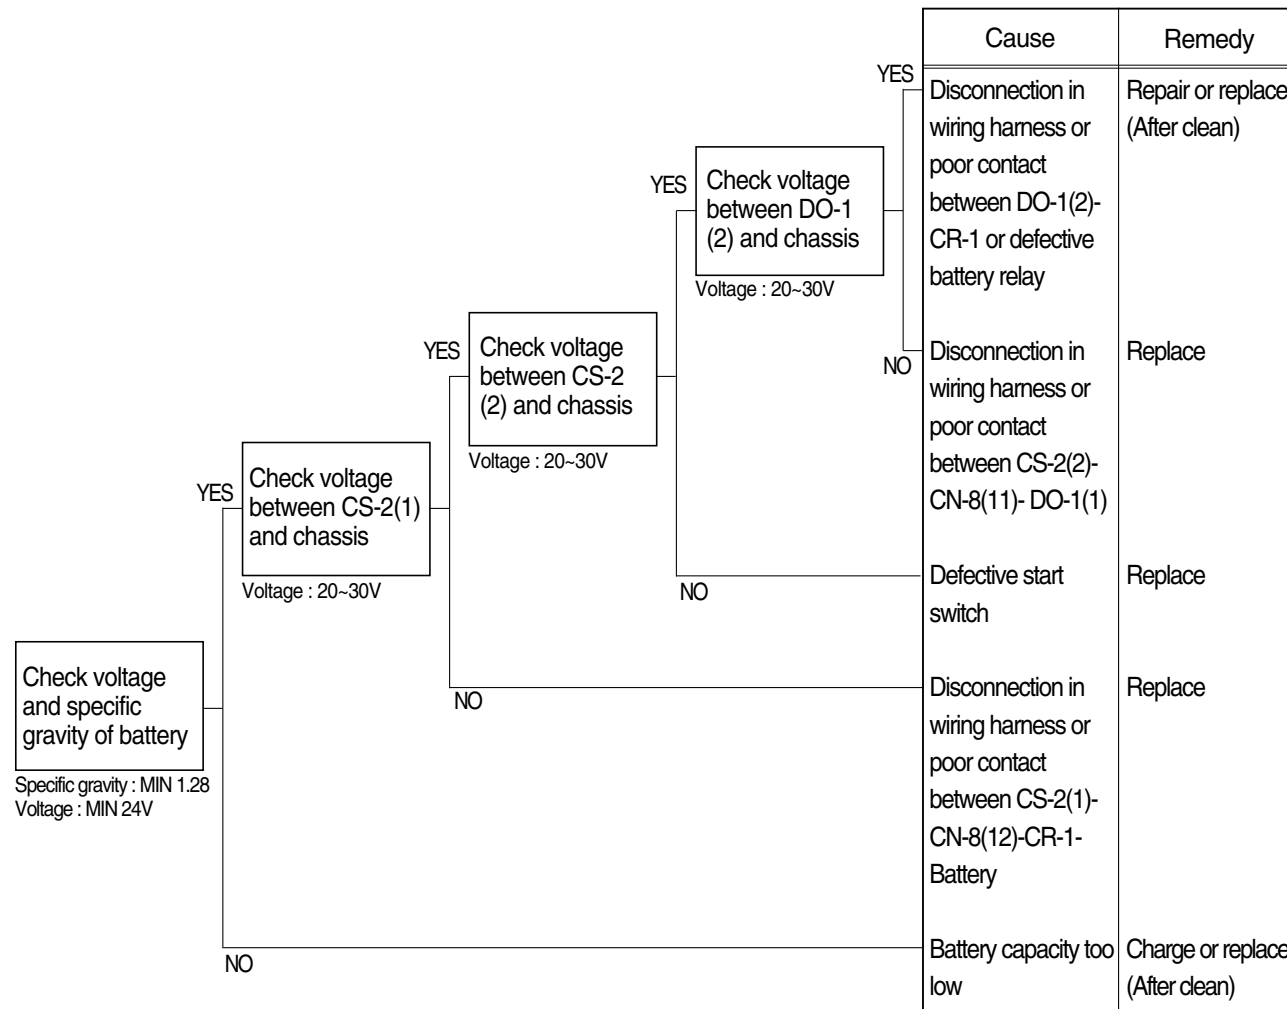 Check voltage
and specific
gravity of battery
Specific gravity : MIN 1.28
Voltage : MIN 24V
YES
NO
Check voltage
between CS-2(1)
and chassis
Voltage : 20~30V
YES
NO
Check voltage
between CS-2
(2) and chassis
Voltage : 20~30V
YES
NO
Check voltage
between DO-1
(2) and chassis
Voltage : 20~30V
YES
NO
Cause
Remedy
Disconnection in
wiring harness or
poor contact
between DO-1(2)-
CR-1 or defective
battery relay
Repair or replace
(After clean)
Disconnection in
wiring harness or
poor contact
between CS-2(2)-
CN-8(11)- DO-1(1)
Replace
Defective start
switch
Replace
Disconnection in
wiring harness or
poor contact
between CS-2(1)-
CN-8(12)-CR-1-
Battery
Replace
Battery capacity too
low
Charge or replace
(After clean)